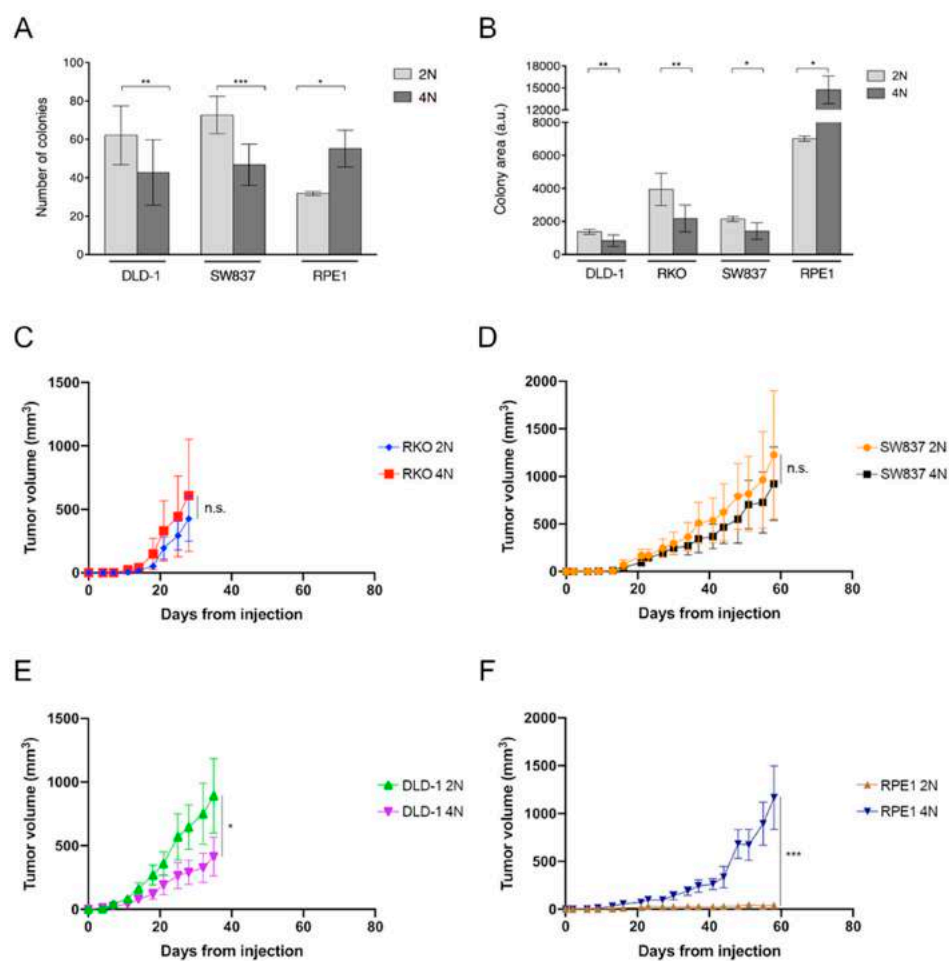 A
Number of colonies
100
80
60
40
20
0
** *** *
2N
4N
DLD-1 SW837 RPE1
B
Colony area (a.u.)
18000
15000
12000
8000
6000
4000
2000
0
** ** * *
2N
4N
DLD-1 RKO SW837 RPE1
C
Tumor volume (mm³)
1500
1000
500
0
0 20 40 60 80
Days from injection
RKO 2N
RKO 4N
n.s.
D
Tumor volume (mm³)
2000
1500
1000
500
0
0 20 40 60 80
Days from injection
SW837 2N
SW837 4N
n.s.
E
Tumor volume (mm³)
1500
1000
500
0
0 20 40 60 80
Days from injection
DLD-1 2N
DLD-1 4N
*
F
Tumor volume (mm³)
2000
1500
1000
500
0
0 20 40 60 80
Days from injection
RPE1 2N
RPE1 4N
***